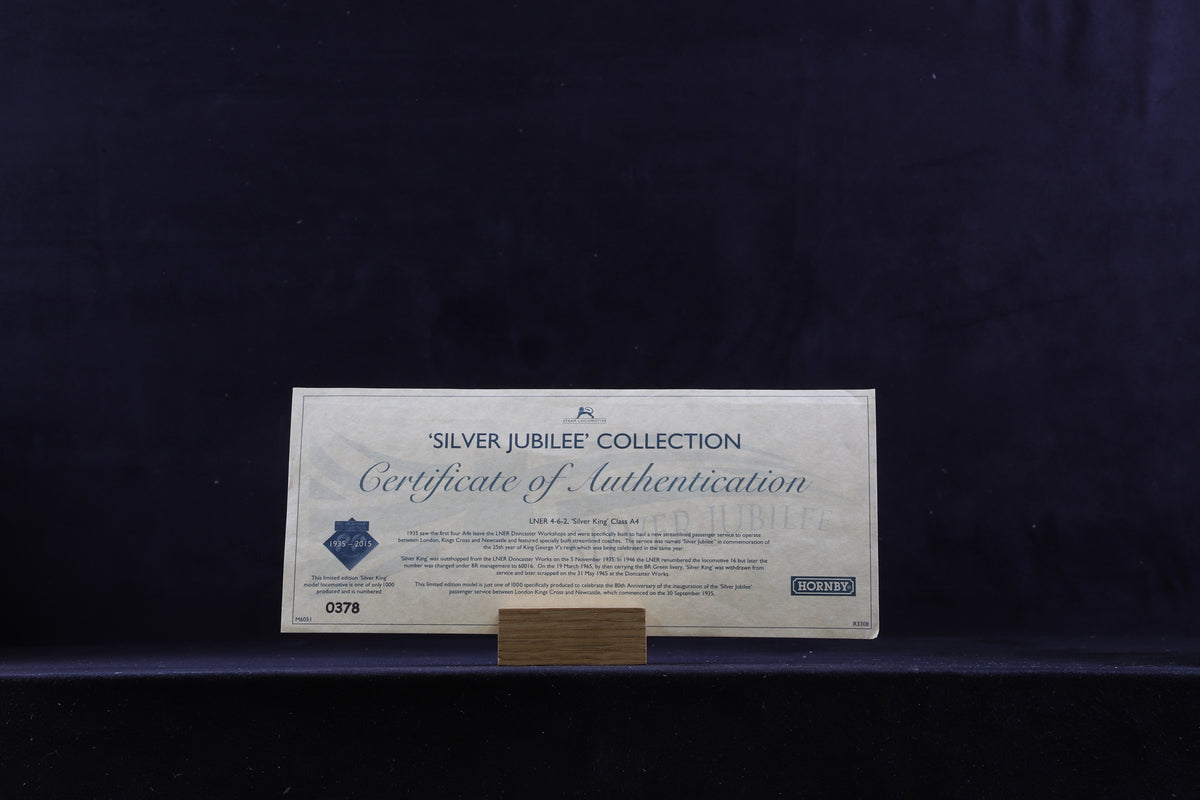 STEAM LOCOMOTIVE
'SILVER JUBILEE' COLLECTION
Certificate of Authentication
SILVER JUBILEE
LNER 4-6-2, 'Silver King' Class A4
1935 saw the first four A4s leave the LNER Doncaster Workshops and were specifically built to haul a new streamlined passenger service to operate
between London, Kings Cross and Newcastle and featured specially built streamlined coaches. The service was named 'Silver Jubilee' in commemoration of
the 25th year of King George V's reign which was being celebrated in the same year
'Silver King' was outshopped from the LNER Doncaster Works on the 5 November 1935. In 1946 the LNER renumbered the locomotive 16 but later the
number was changed under BR management to 60016. On the 19 March 1965, by then carrying the BR Green livery, 'Silver King' was withdrawn from
service and later scrapped on the 31 May 1965 at the Doncaster Works.
This limited edition model is just one of 1000 specifically produced to celebrate the 80th Anniversary of the inauguration of the 'Silver Jubilee'
passenger service between London Kings Cross and Newcastle, which commenced on the 30 September 1935.
1935 – 2015
YEARS
This limited edition 'Silver King'
model locomotive is one of only 1000
produced and is numbered
0378
M6051
HORNBY
R3308